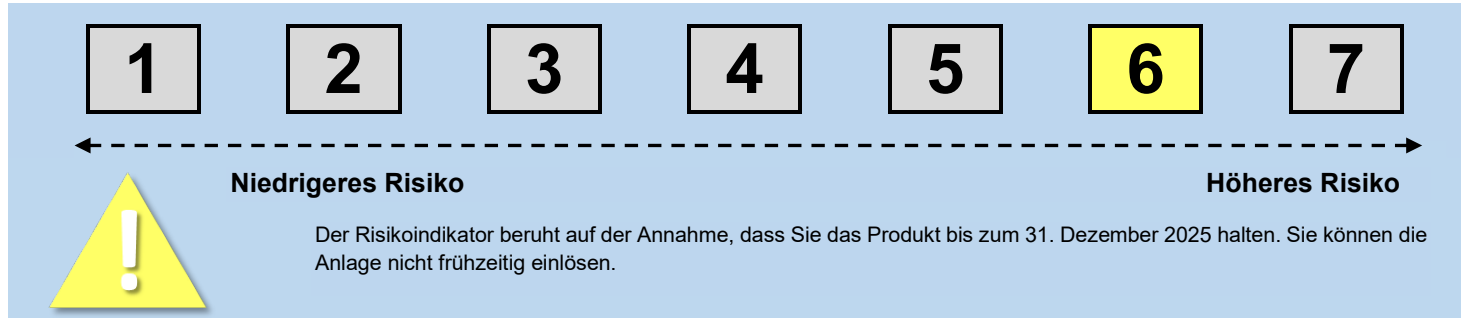 1 2 3 4 5 6 7
Niedrigeres Risiko Höheres Risiko
!
Der Risikoindikator beruht auf der Annahme, dass Sie das Produkt bis zum 31. Dezember 2025 halten. Sie können die
Anlage nicht frühzeitig einlösen.